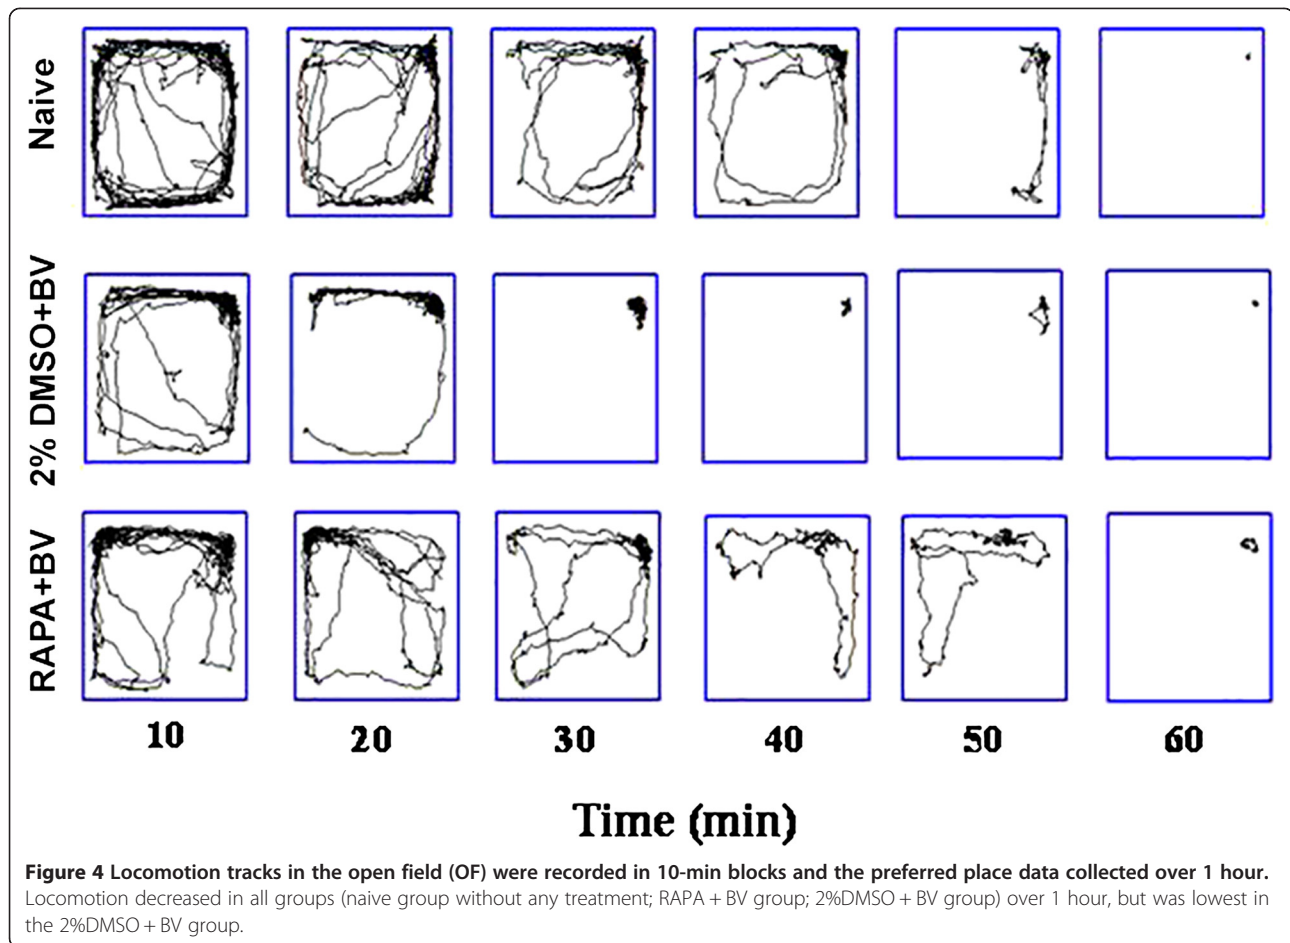 Naive
2% DMSO+BV
RAPA+BV
10 20 30 40 50 60
Time (min)
Figure 4 Locomotion tracks in the open field (OF) were recorded in 10-min blocks and the preferred place data collected over 1 hour.
Locomotion decreased in all groups (naive group without any treatment; RAPA + BV group; 2%DMSO + BV group) over 1 hour, but was lowest in
the 2%DMSO + BV group.